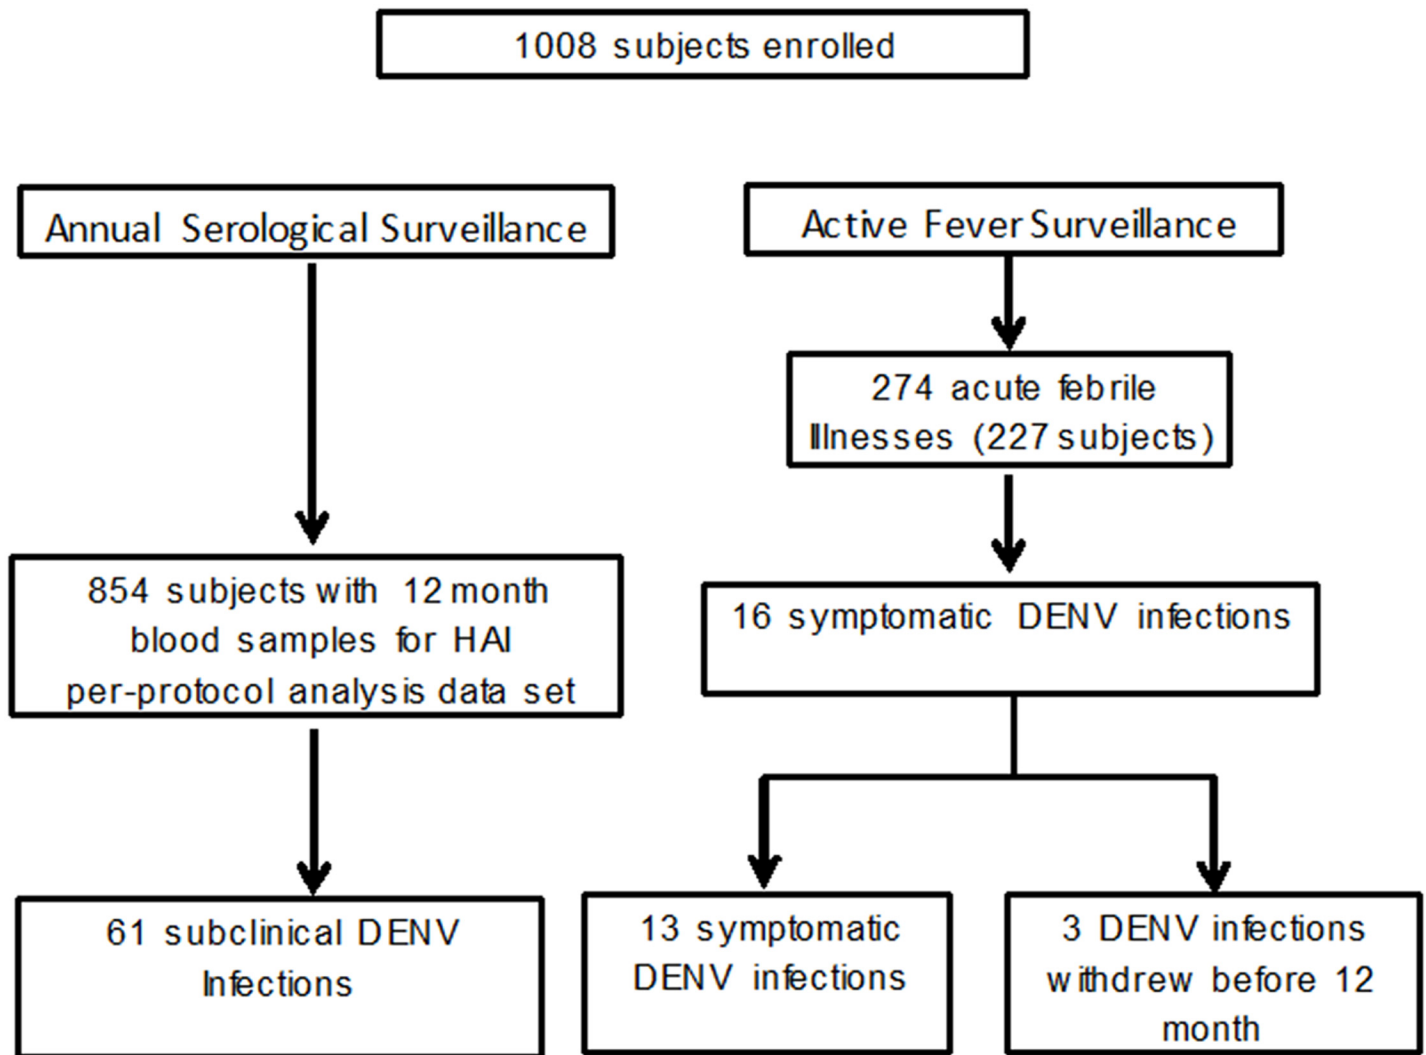 1008 subjects enrolled
Annual Serological Surveillance
Active Fever Surveillance
274 acute febrile
Illnesses (227 subjects)
854 subjects with 12 month
blood samples for HAI
per-protocol analysis data set
16 symptomatic DENV infections
61 subclinical DENV
Infections
13 symptomatic
DENV infections
3 DENV infections
withdrew before 12
month